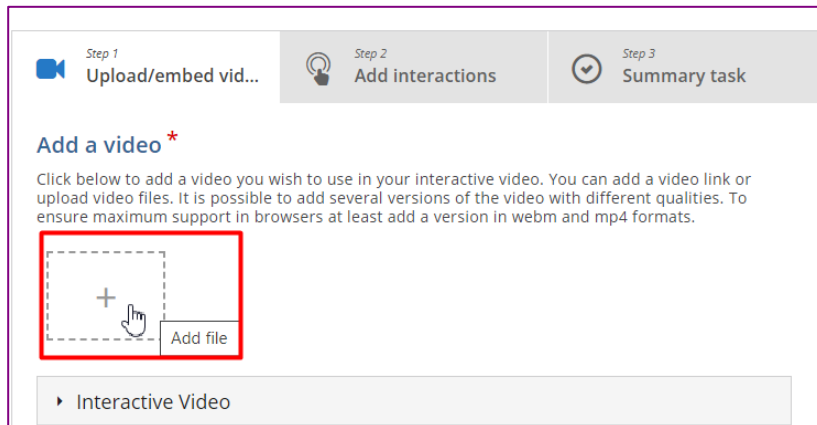 Step 1
Upload/embed vid...
Step 2
Add interactions
Step 3
Summary task
Add a video *
Click below to add a video you wish to use in your interactive video. You can add a video link or
upload video files. It is possible to add several versions of the video with different qualities. To
ensure maximum support in browsers at least add a version in webm and mp4 formats.
+
Add file
Interactive Video